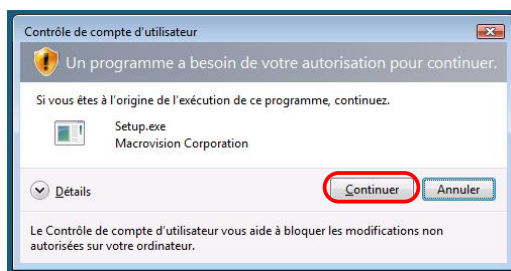 Contrôle de compte d'utilisateur
Un programme a besoin de votre autorisation pour continuer.
Si vous êtes à l'origine de l'exécution de ce programme, continuez.
Setup.exe
Macrovision Corporation
Détails
Continuer
Annuler
Le Contrôle de compte d'utilisateur vous aide à bloquer les modifications non
autorisées sur votre ordinateur.